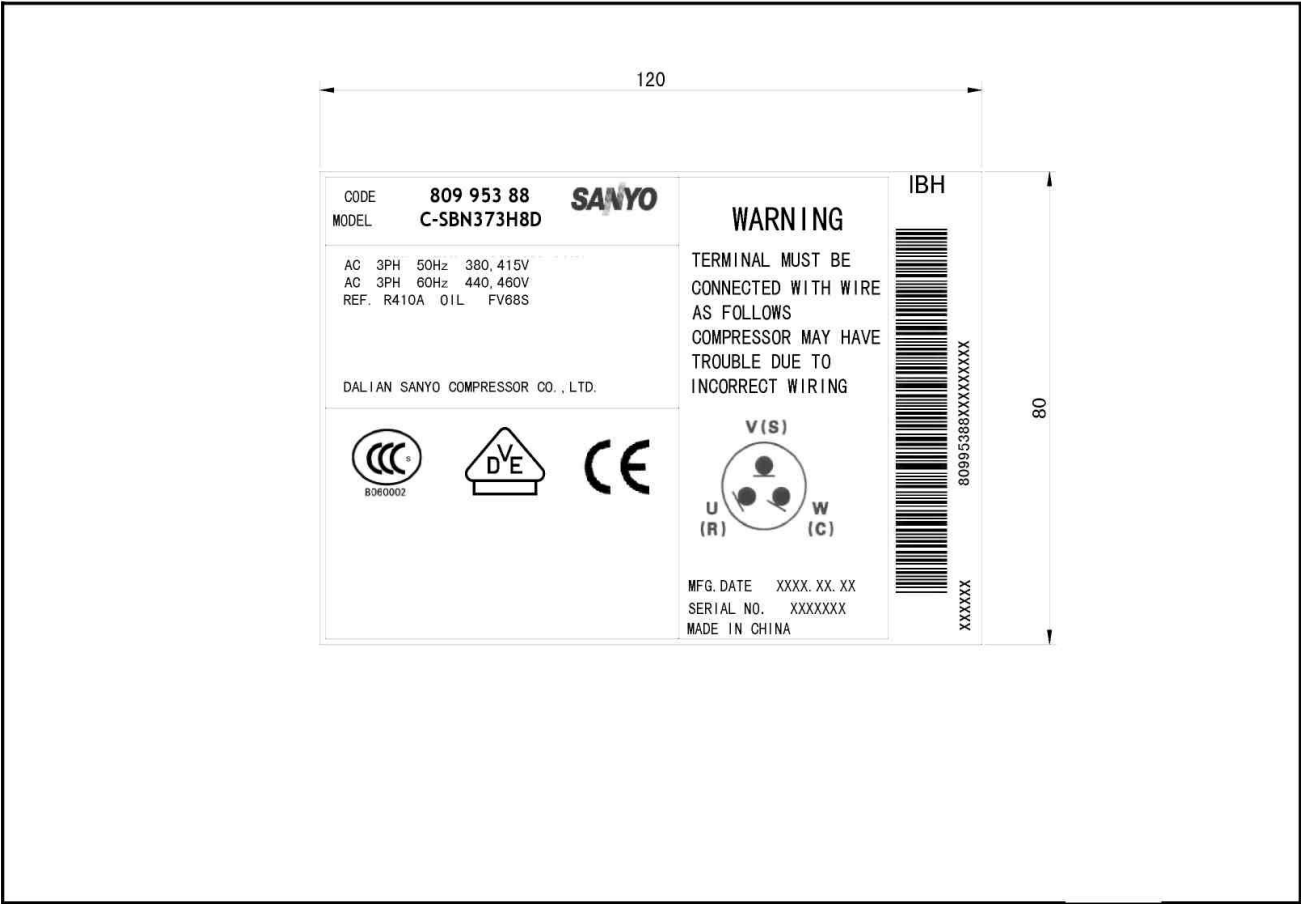 120
CODE 809 953 88 SANYO
MODEL C-SBN373H8D
AC 3PH 50Hz 380,415V
AC 3PH 60Hz 440,460V
REF. R410A OIL FV68S
DALIAN SANYO COMPRESSOR CO.,LTD.
CCC S
B060002
DVE
CE
WARNING
TERMINAL MUST BE
CONNECTED WITH WIRE
AS FOLLOWS
COMPRESSOR MAY HAVE
TROUBLE DUE TO
INCORRECT WIRING
V(S)
U W
(R) (C)
MFG.DATE XXXX.XX.XX
SERIAL NO. XXXXXXX
MADE IN CHINA
IBH
80995388XXXXXXXXXX
XXXXXX
80